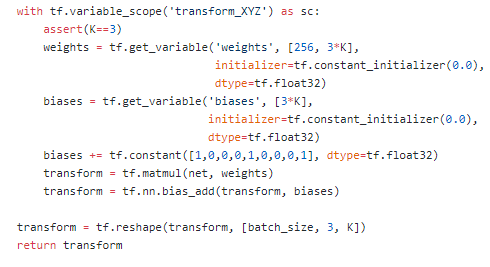 with tf.variable_scope('transform_XYZ') as sc:
    assert(K==3)
    weights = tf.get_variable('weights', [256, 3*K],
                              initializer=tf.constant_initializer(0.0),
                              dtype=tf.float32)
    biases = tf.get_variable('biases', [3*K],
                             initializer=tf.constant_initializer(0.0),
                             dtype=tf.float32)
    biases += tf.constant([1,0,0,0,1,0,0,0,1], dtype=tf.float32)
    transform = tf.matmul(net, weights)
    transform = tf.nn.bias_add(transform, biases)

transform = tf.reshape(transform, [batch_size, 3, K])
return transform